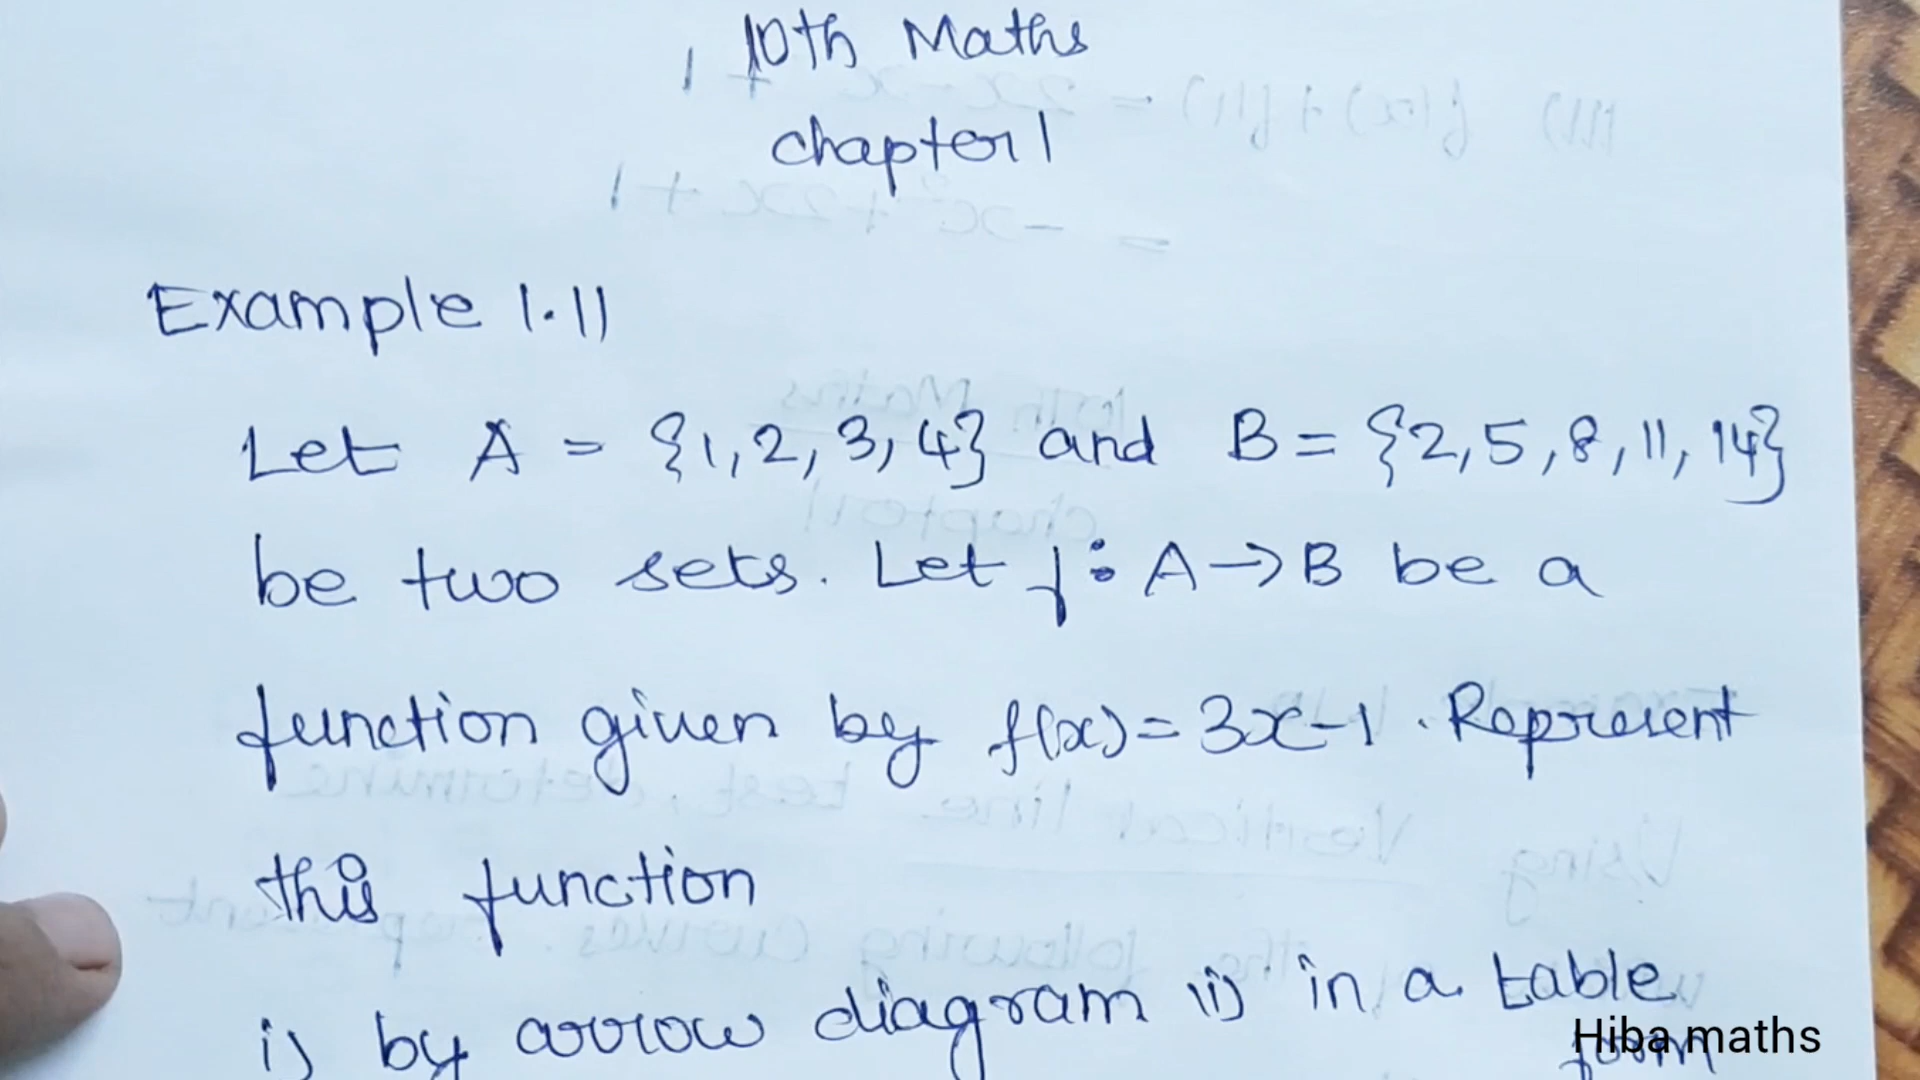 10th Maths
chapter 1
Example 1.11
Let A = {1, 2, 3, 4} and B = {2, 5, 8, 11, 14}
be two sets. Let f : A → B be a
function given by f(x) = 3x-1. Represent
this function
i) by arrow diagram ii) in a table
form
Hiba maths